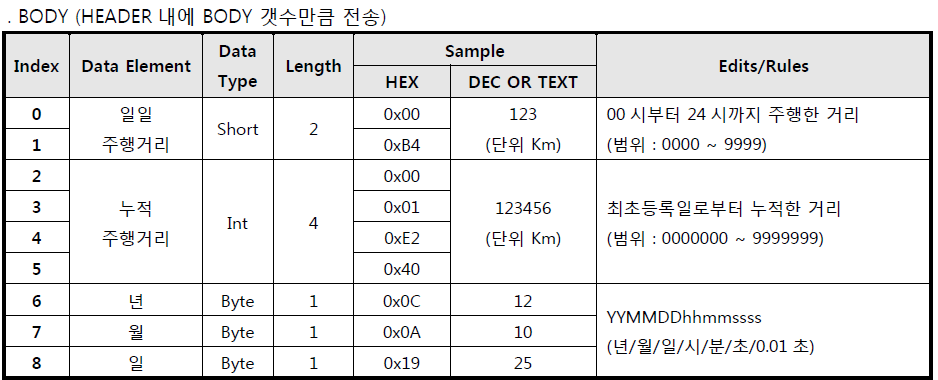 . BODY (HEADER 내에 BODY 갯수만큼 전송)
Index Data Element Data Type Length Sample Edits/Rules
HEX DEC OR TEXT
0 일일 주행거리 Short 2 0x00 123 (단위 Km) 00 시부터 24 시까지 주행한 거리
1 0xB4 (범위 : 0000 ~ 9999)
2 누적 주행거리 Int 4 0x00 123456 (단위 Km) 최초등록일로부터 누적한 거리
3 0x01 (범위 : 0000000 ~ 9999999)
4 0xE2
5 0x40
6 년 Byte 1 0x0C 12 YYMMDDhhmmssss
7 월 Byte 1 0x0A 10 (년/월/일/시/분/초/0.01 초)
8 일 Byte 1 0x19 25